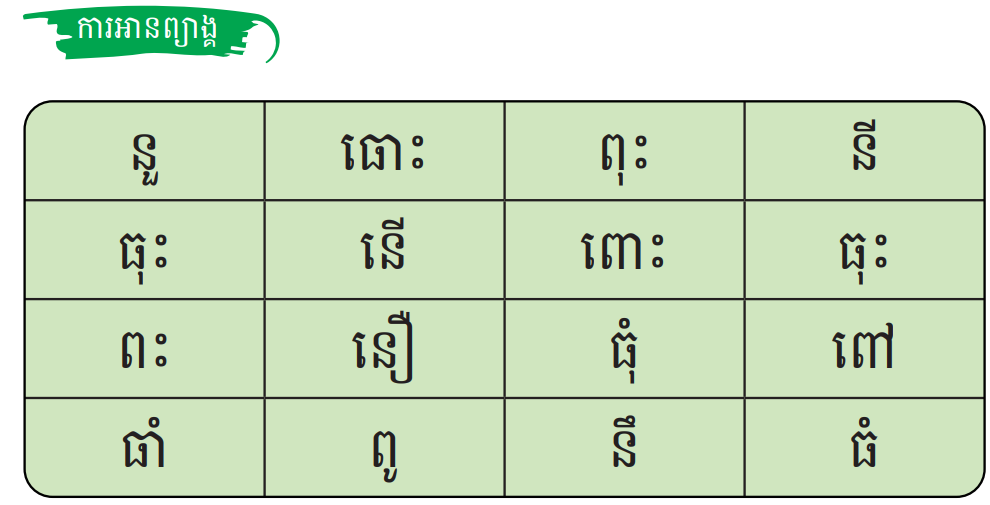 ការអានព្យាង្គ
នួ ធោះ ពុះ នី
ធុះ នើ ពោះ ធុះ
ពះ នឿ ធុំ ពៅ
ធាំ ពូ នឹ ធំ